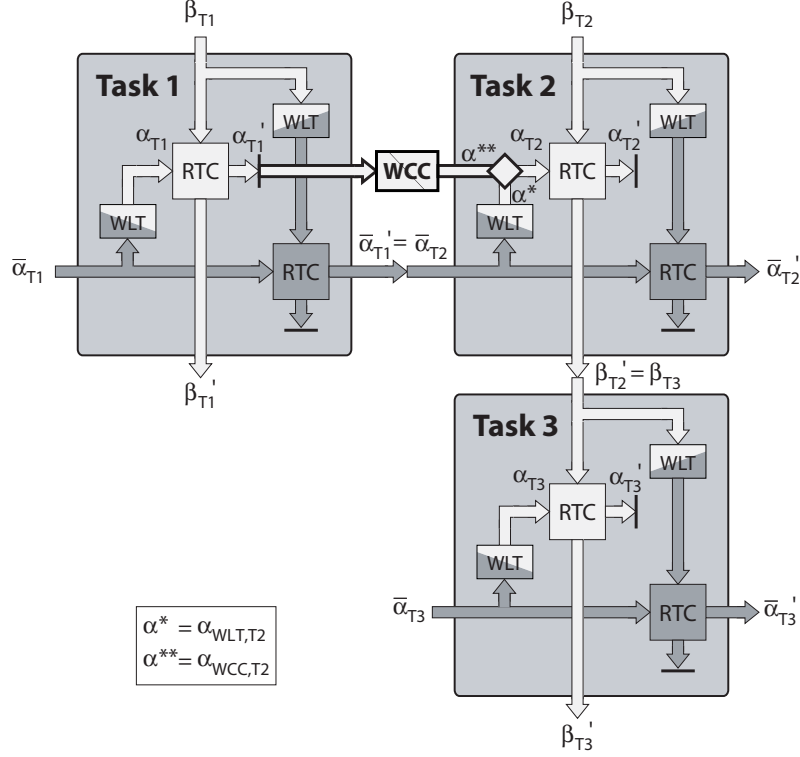 β_T1
β_T2
Task 1
Task 2
WLT
WLT
α_T1
α_T1'
α**
α_T2
α_T2'
RTC
WCC
RTC
α*
WLT
WLT
ᾱ_T1
RTC
ᾱ_T1' = ᾱ_T2
RTC
ᾱ_T2'
β_T1'
β_T2' = β_T3
Task 3
WLT
α_T3
α_T3'
RTC
WLT
ᾱ_T3
RTC
ᾱ_T3'
α* = α_WLT,T2
α** = α_WCC,T2
β_T3'